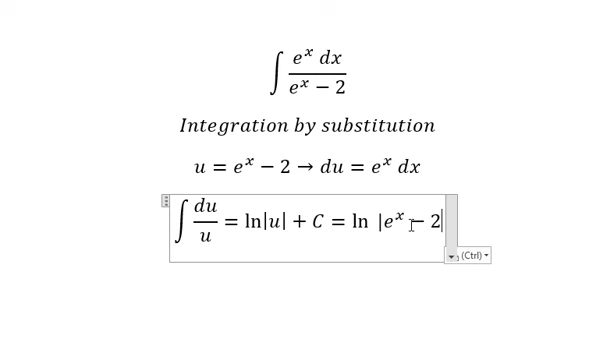 ∫ eˣ dx / (eˣ − 2)
Integration by substitution
u = eˣ − 2 → du = eˣ dx
∫ du/u = ln|u| + C = ln |eˣ − 2
(Ctrl)